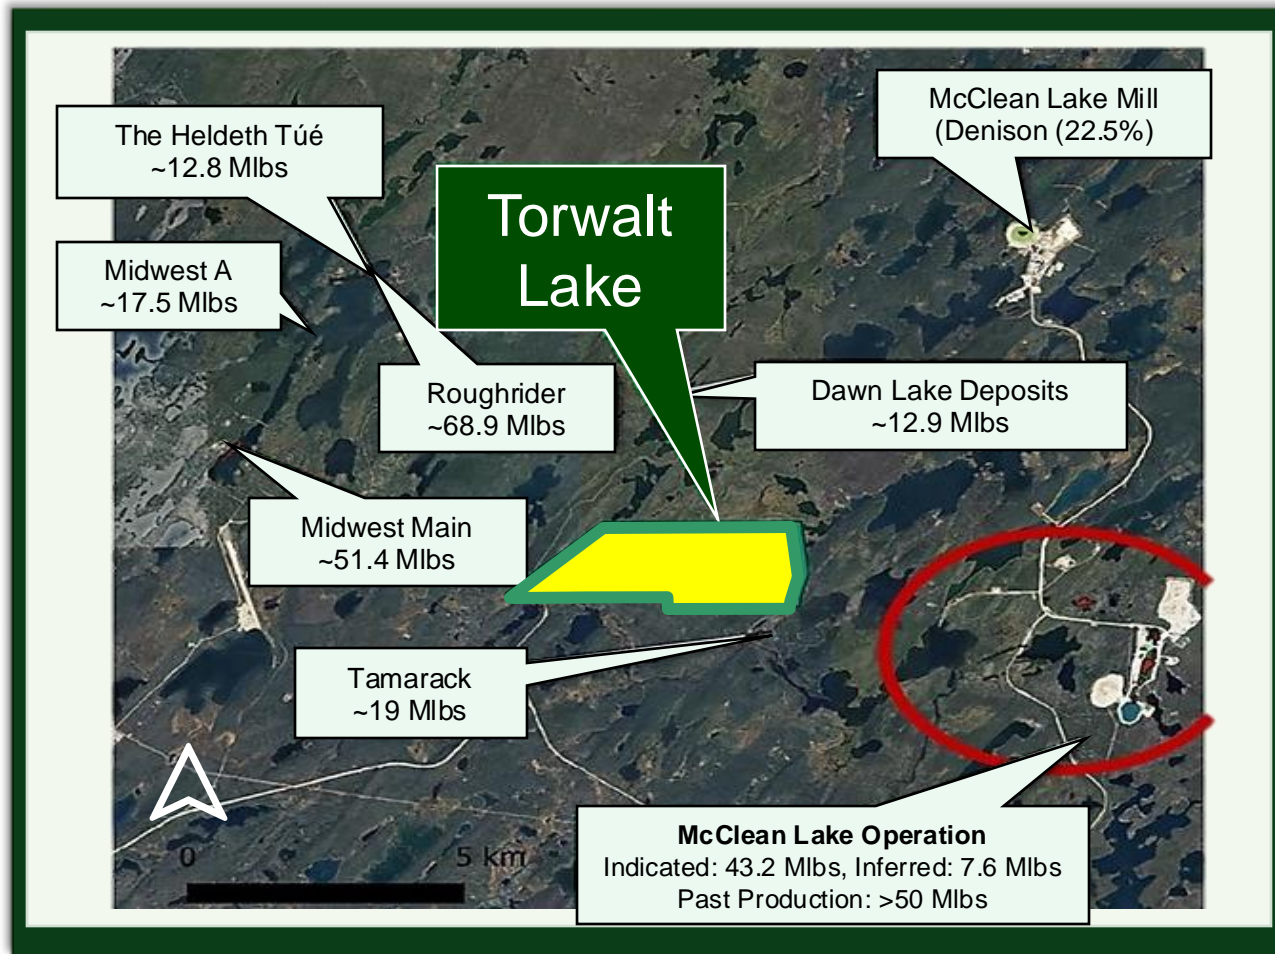 The Heldeth Túé
~12.8 Mlbs
McClean Lake Mill
(Denison (22.5%)
Torwalt
Lake
Midwest A
~17.5 Mlbs
Roughrider
~68.9 Mlbs
Dawn Lake Deposits
~12.9 Mlbs
Midwest Main
~51.4 Mlbs
Tamarack
~19 Mlbs
McClean Lake Operation
Indicated: 43.2 Mlbs, Inferred: 7.6 Mlbs
Past Production: >50 Mlbs
0 5 km